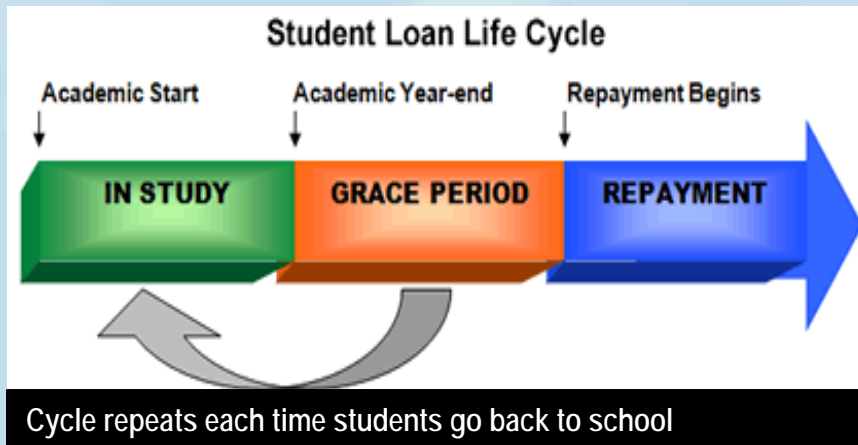 Student Loan Life Cycle
Academic Start
Academic Year-end
Repayment Begins
IN STUDY
GRACE PERIOD
REPAYMENT
Cycle repeats each time students go back to school